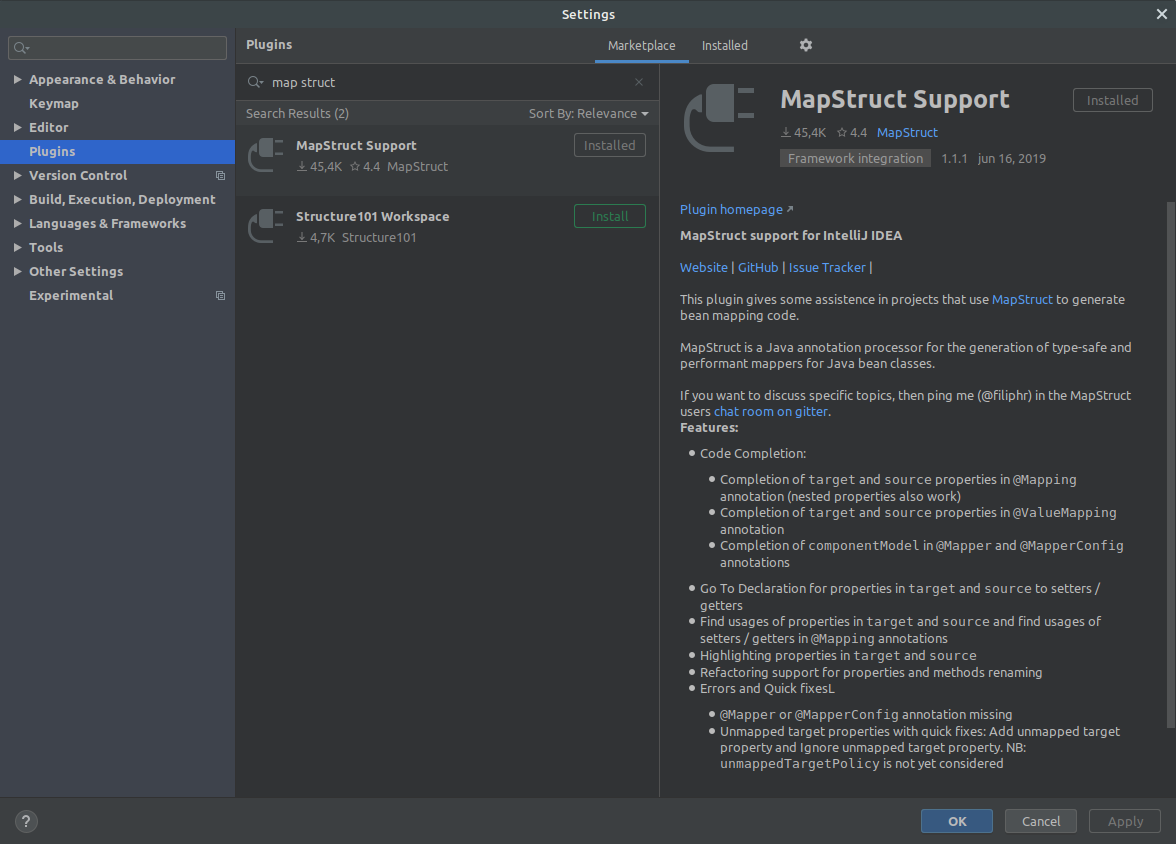 Settings
Plugins
Marketplace
Installed
Appearance & Behavior
Keymap
Editor
Plugins
Version Control
Build, Execution, Deployment
Languages & Frameworks
Tools
Other Settings
Experimental
map struct
Search Results (2)
Sort By: Relevance
MapStruct Support
Installed
45,4K 4.4 MapStruct
Structure101 Workspace
Install
4,7K Structure101
MapStruct Support
Installed
45,4K 4.4 MapStruct
Framework integration 1.1.1 jun 16, 2019
Plugin homepage
MapStruct support for IntelliJ IDEA
Website | GitHub | Issue Tracker |
This plugin gives some assistence in projects that use MapStruct to generate
bean mapping code.
MapStruct is a Java annotation processor for the generation of type-safe and
performant mappers for Java bean classes.
If you want to discuss specific topics, then ping me (@filiphr) in the MapStruct
users chat room on gitter.
Features:
Code Completion:
Completion of target and source properties in @Mapping
annotation (nested properties also work)
Completion of target and source properties in @ValueMapping
annotation
Completion of componentModel in @Mapper and @MapperConfig
annotations
Go To Declaration for properties in target and source to setters /
getters
Find usages of properties in target and source and find usages of
setters / getters in @Mapping annotations
Highlighting properties in target and source
Refactoring support for properties and methods renaming
Errors and Quick fixesL
@Mapper or @MapperConfig annotation missing
Unmapped target properties with quick fixes: Add unmapped target
property and Ignore unmapped target property. NB:
unmappedTargetPolicy is not yet considered
?
OK
Cancel
Apply